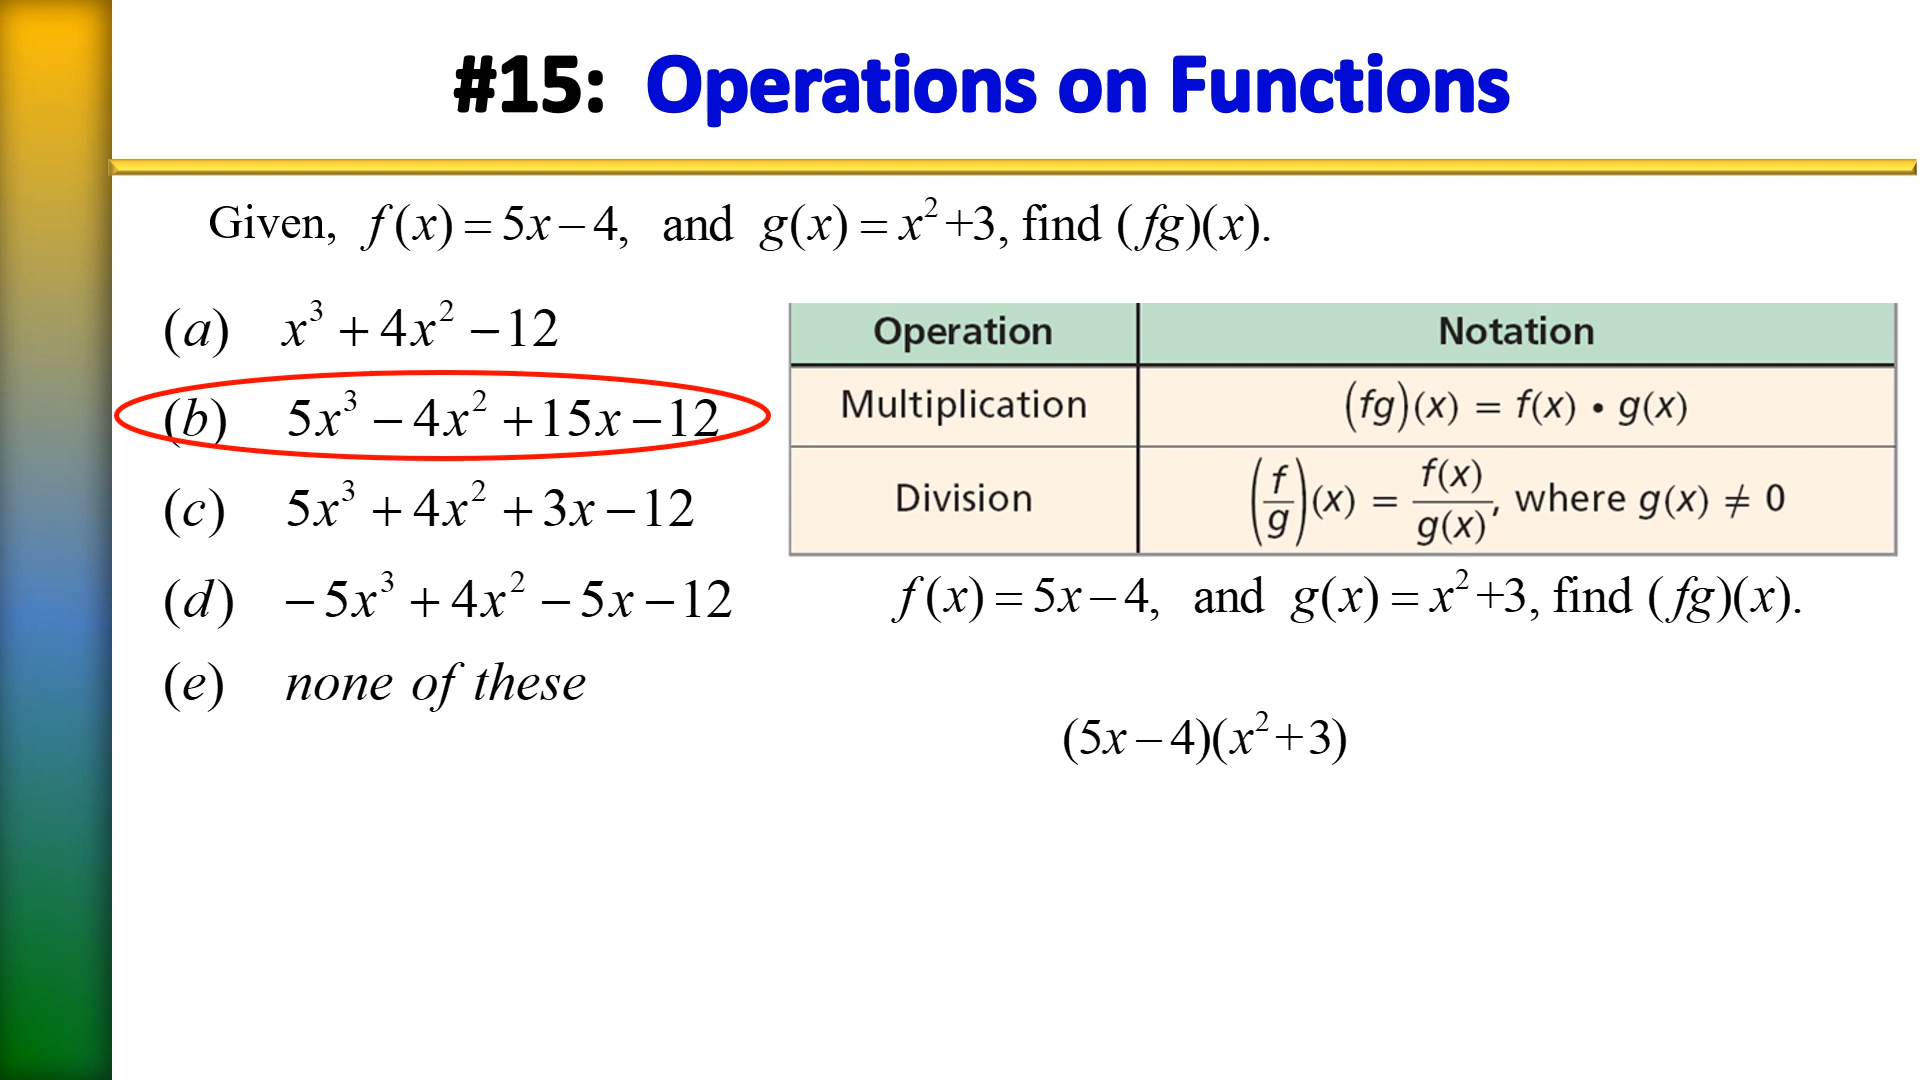 #15: Operations on Functions
Given, f(x) = 5x − 4, and g(x) = x² +3, find (fg)(x).
(a) x³ + 4x² − 12
(b) 5x³ − 4x² + 15x − 12
(c) 5x³ + 4x² + 3x − 12
(d) − 5x³ + 4x² − 5x − 12
(e) none of these
Operation Notation
Multiplication (fg)(x) = f(x) • g(x)
Division (f/g)(x) = f(x)/g(x), where g(x) ≠ 0
f(x) = 5x − 4, and g(x) = x² +3, find (fg)(x).
(5x − 4)(x² + 3)